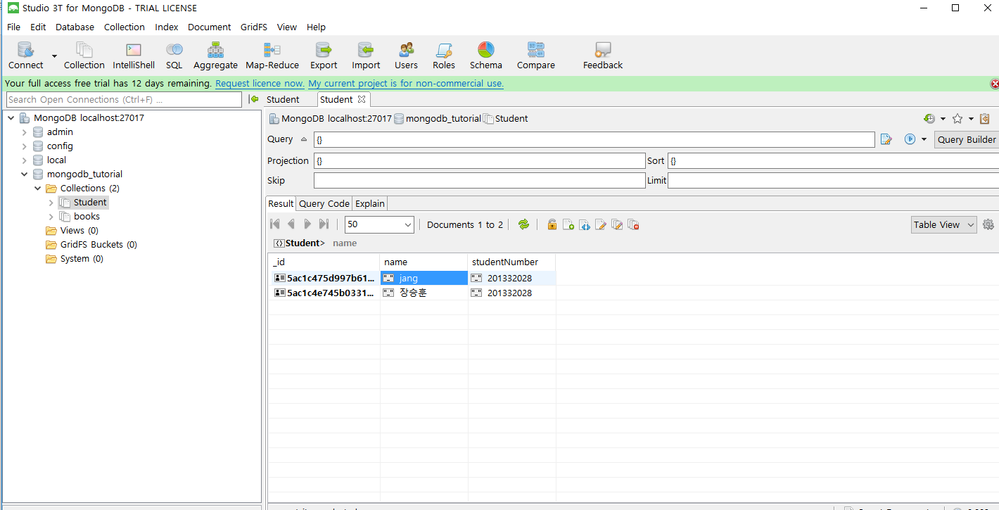 Studio 3T for MongoDB - TRIAL LICENSE
File Edit Database Collection Index Document GridFS View Help
Connect Collection IntelliShell SQL Aggregate Map-Reduce Export Import Users Roles Schema Compare Feedback
Your full access free trial has 12 days remaining. Request licence now. My current project is for non-commercial use.
Search Open Connections (Ctrl+F) ...
Student Student
MongoDB localhost:27017
admin
config
local
mongodb_tutorial
Collections (2)
Student
books
Views (0)
GridFS Buckets (0)
System (0)
MongoDB localhost:27017 mongodb_tutorial Student
Query {} Query Builder
Projection {} Sort {}
Skip Limit
Result Query Code Explain
50 Documents 1 to 2 Table View
Student> name
_id name studentNumber
5ac1c475d997b61... jang 201332028
5ac1c4e745b0331... 장승훈 201332028